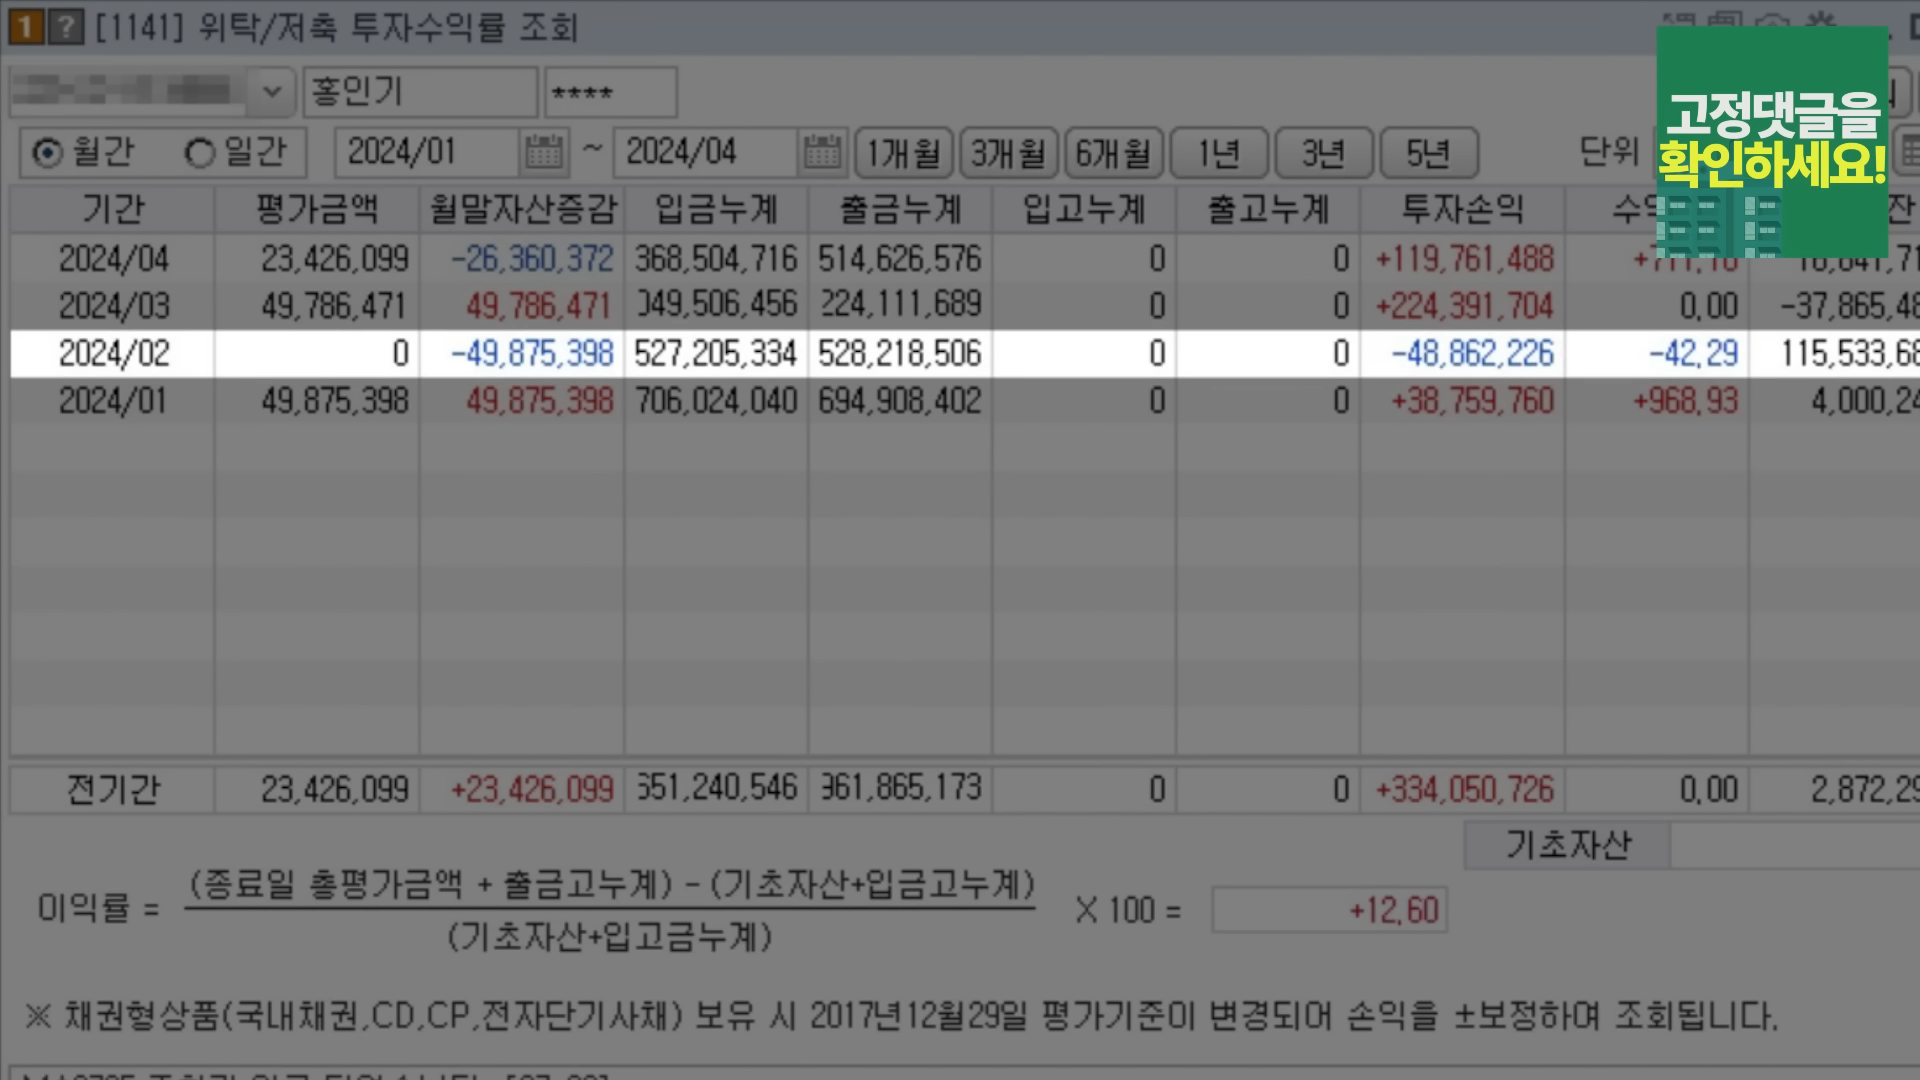 1 ? [1141] 위탁/저축 투자수익률 조회
홍인기 ****
월간 일간 2024/01 ~ 2024/04 1개월 3개월 6개월 1년 3년 5년 단위
고정댓글을
확인하세요!
기간 평가금액 월말자산증감 입금누계 출금누계 입고누계 출고누계 투자손익
2024/04 23,426,099 -26,360,372 368,504,716 514,626,576 0 0 +119,761,488
2024/03 49,786,471 49,786,471 049,506,456 224,111,689 0 0 +224,391,704 0.00 -37,865,48
2024/02 0 -49,875,398 527,205,334 528,218,506 0 0 -48,862,226 -42.29 115,533,68
2024/01 49,875,398 49,875,398 706,024,040 694,908,402 0 0 +38,759,760 +968.93 4,000,24
전기간 23,426,099 +23,426,099 651,240,546 961,865,173 0 0 +334,050,726 0.00 2,872,29
기초자산
(종료일 총평가금액 + 출금고누계) - (기초자산+입금고누계)
이익률 = X 100 = +12.60
(기초자산+입고금누계)
※ 채권형상품(국내채권,CD,CP,전자단기사채) 보유 시 2017년12월29일 평가기준이 변경되어 손익을 ±보정하여 조회됩니다.